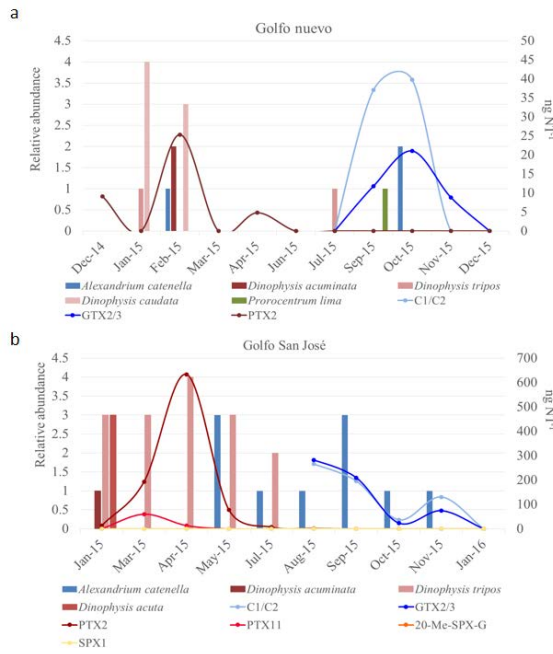 a
Golfo nuevo
4.5
4
3.5
3
2.5
2
1.5
1
0.5
0
Relative abundance
50
45
40
35
30
25
20
15
10
5
0
ng NT⁻¹
Dec-14 Jan-15 Feb-15 Mar-15 Apr-15 Jun-15 Jul-15 Sep-15 Oct-15 Nov-15 Dec-15
Alexandrium catenella Dinophysis acuminata Dinophysis tripos
Dinophysis caudata Prorocentrum lima C1/C2
GTX2/3 PTX2
b
Golfo San José
4.5
4
3.5
3
2.5
2
1.5
1
0.5
0
Relative abundance
700
600
500
400
300
200
100
0
ng NT⁻¹
Jan-15 Mar-15 Apr-15 May-15 Jul-15 Aug-15 Sep-15 Oct-15 Nov-15 Jan-16
Alexandrium catenella Dinophysis acuminata Dinophysis tripos
Dinophysis acuta C1/C2 GTX2/3
PTX2 PTX11 20-Me-SPX-G
SPX1